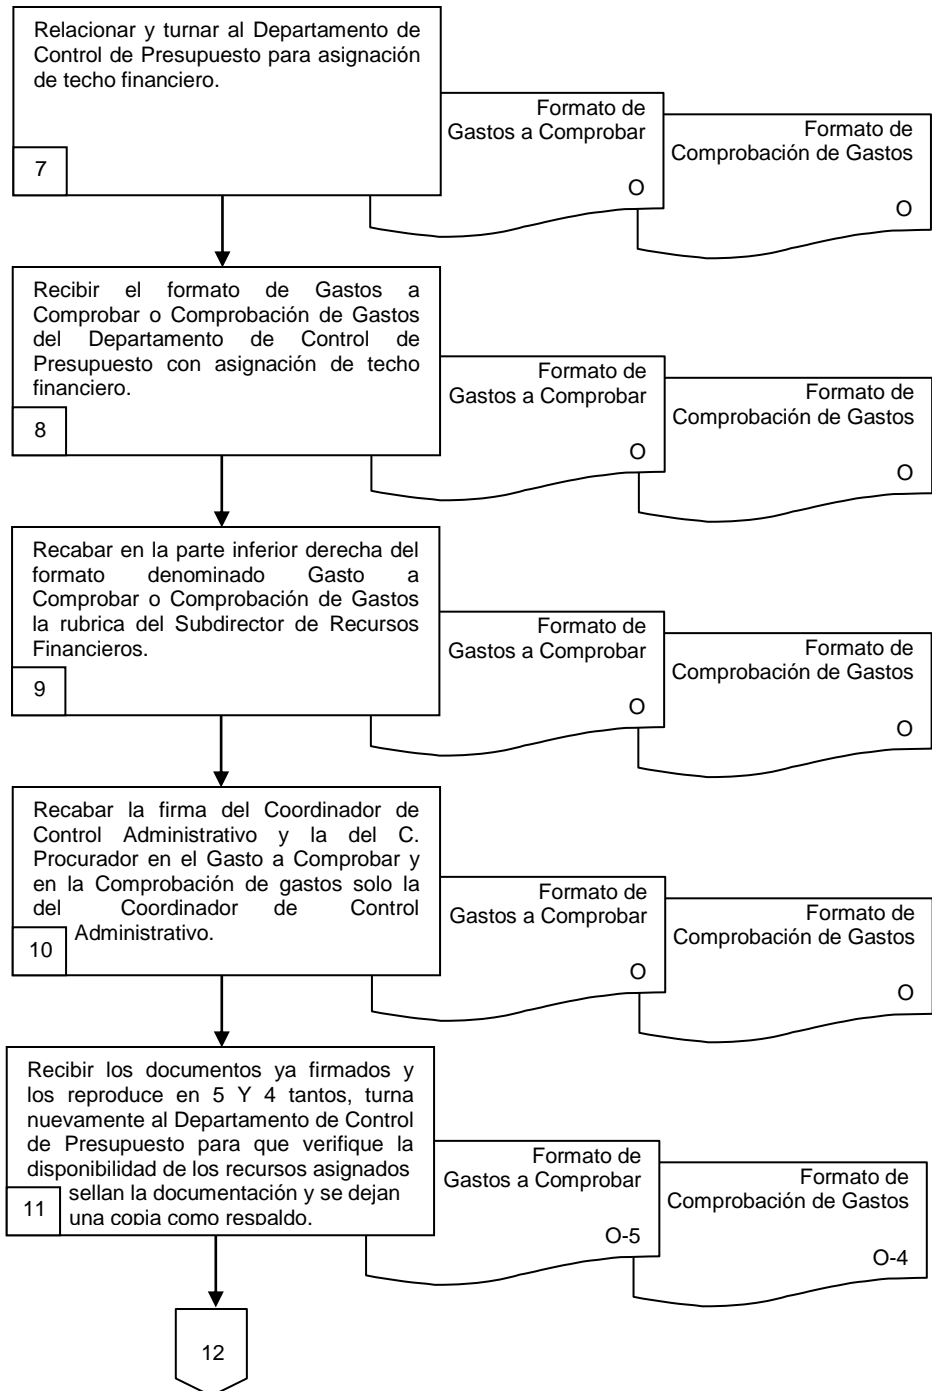 Relacionar y turnar al Departamento de
Control de Presupuesto para asignación
de techo financiero.
7
Formato de
Gastos a Comprobar
O
Formato de
Comprobación de Gastos
O
Recibir el formato de Gastos a
Comprobar o Comprobación de Gastos
del Departamento de Control de
Presupuesto con asignación de techo
financiero.
8
Formato de
Gastos a Comprobar
O
Formato de
Comprobación de Gastos
O
Recabar en la parte inferior derecha del
formato denominado Gasto a
Comprobar o Comprobación de Gastos
la rubrica del Subdirector de Recursos
Financieros.
9
Formato de
Gastos a Comprobar
O
Formato de
Comprobación de Gastos
O
Recabar la firma del Coordinador de
Control Administrativo y la del C.
Procurador en el Gasto a Comprobar y
en la Comprobación de gastos solo la
del Coordinador de Control
Administrativo.
10
Formato de
Gastos a Comprobar
O
Formato de
Comprobación de Gastos
O
Recibir los documentos ya firmados y
los reproduce en 5 Y 4 tantos, turna
nuevamente al Departamento de Control
de Presupuesto para que verifique la
disponibilidad de los recursos asignados
sellan la documentación y se dejan
una copia como respaldo.
11
Formato de
Gastos a Comprobar
O-5
Formato de
Comprobación de Gastos
O-4
12